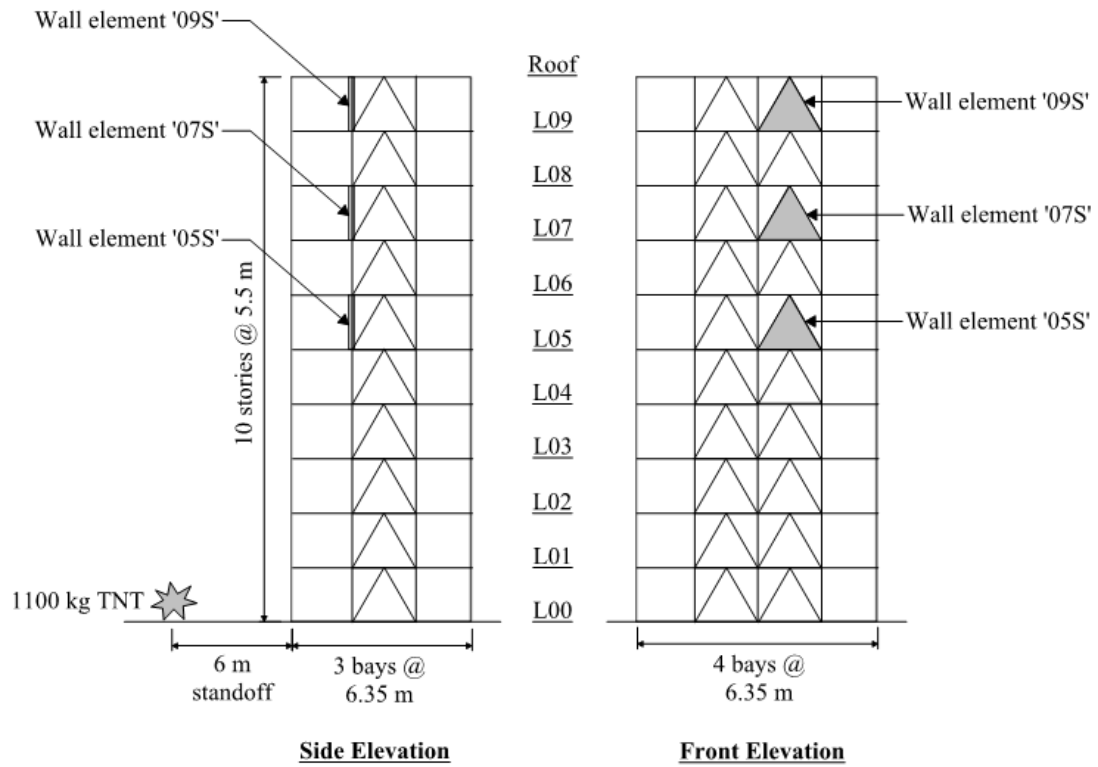 Wall element '09S'
Wall element '07S'
Wall element '05S'
10 stories @ 5.5 m
1100 kg TNT
6 m
standoff
3 bays @
6.35 m
Side Elevation
Roof
L09
L08
L07
L06
L05
L04
L03
L02
L01
L00
Wall element '09S'
Wall element '07S'
Wall element '05S'
4 bays @
6.35 m
Front Elevation